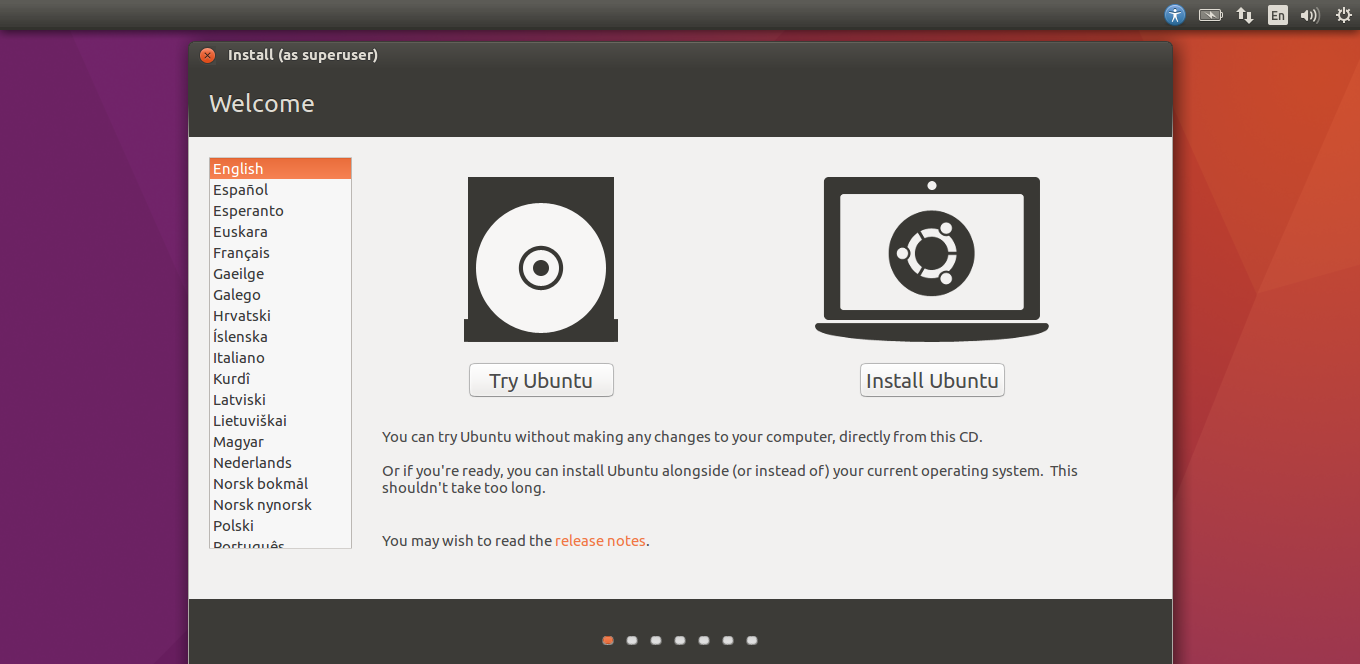 En
Install (as superuser)
Welcome
English
Español
Esperanto
Euskara
Français
Gaeilge
Galego
Hrvatski
Íslenska
Italiano
Kurdî
Latviski
Lietuviškai
Magyar
Nederlands
Norsk bokmål
Norsk nynorsk
Polski
Português
Try Ubuntu
Install Ubuntu
You can try Ubuntu without making any changes to your computer, directly from this CD.
Or if you're ready, you can install Ubuntu alongside (or instead of) your current operating system.  This
shouldn't take too long.
You may wish to read the release notes.